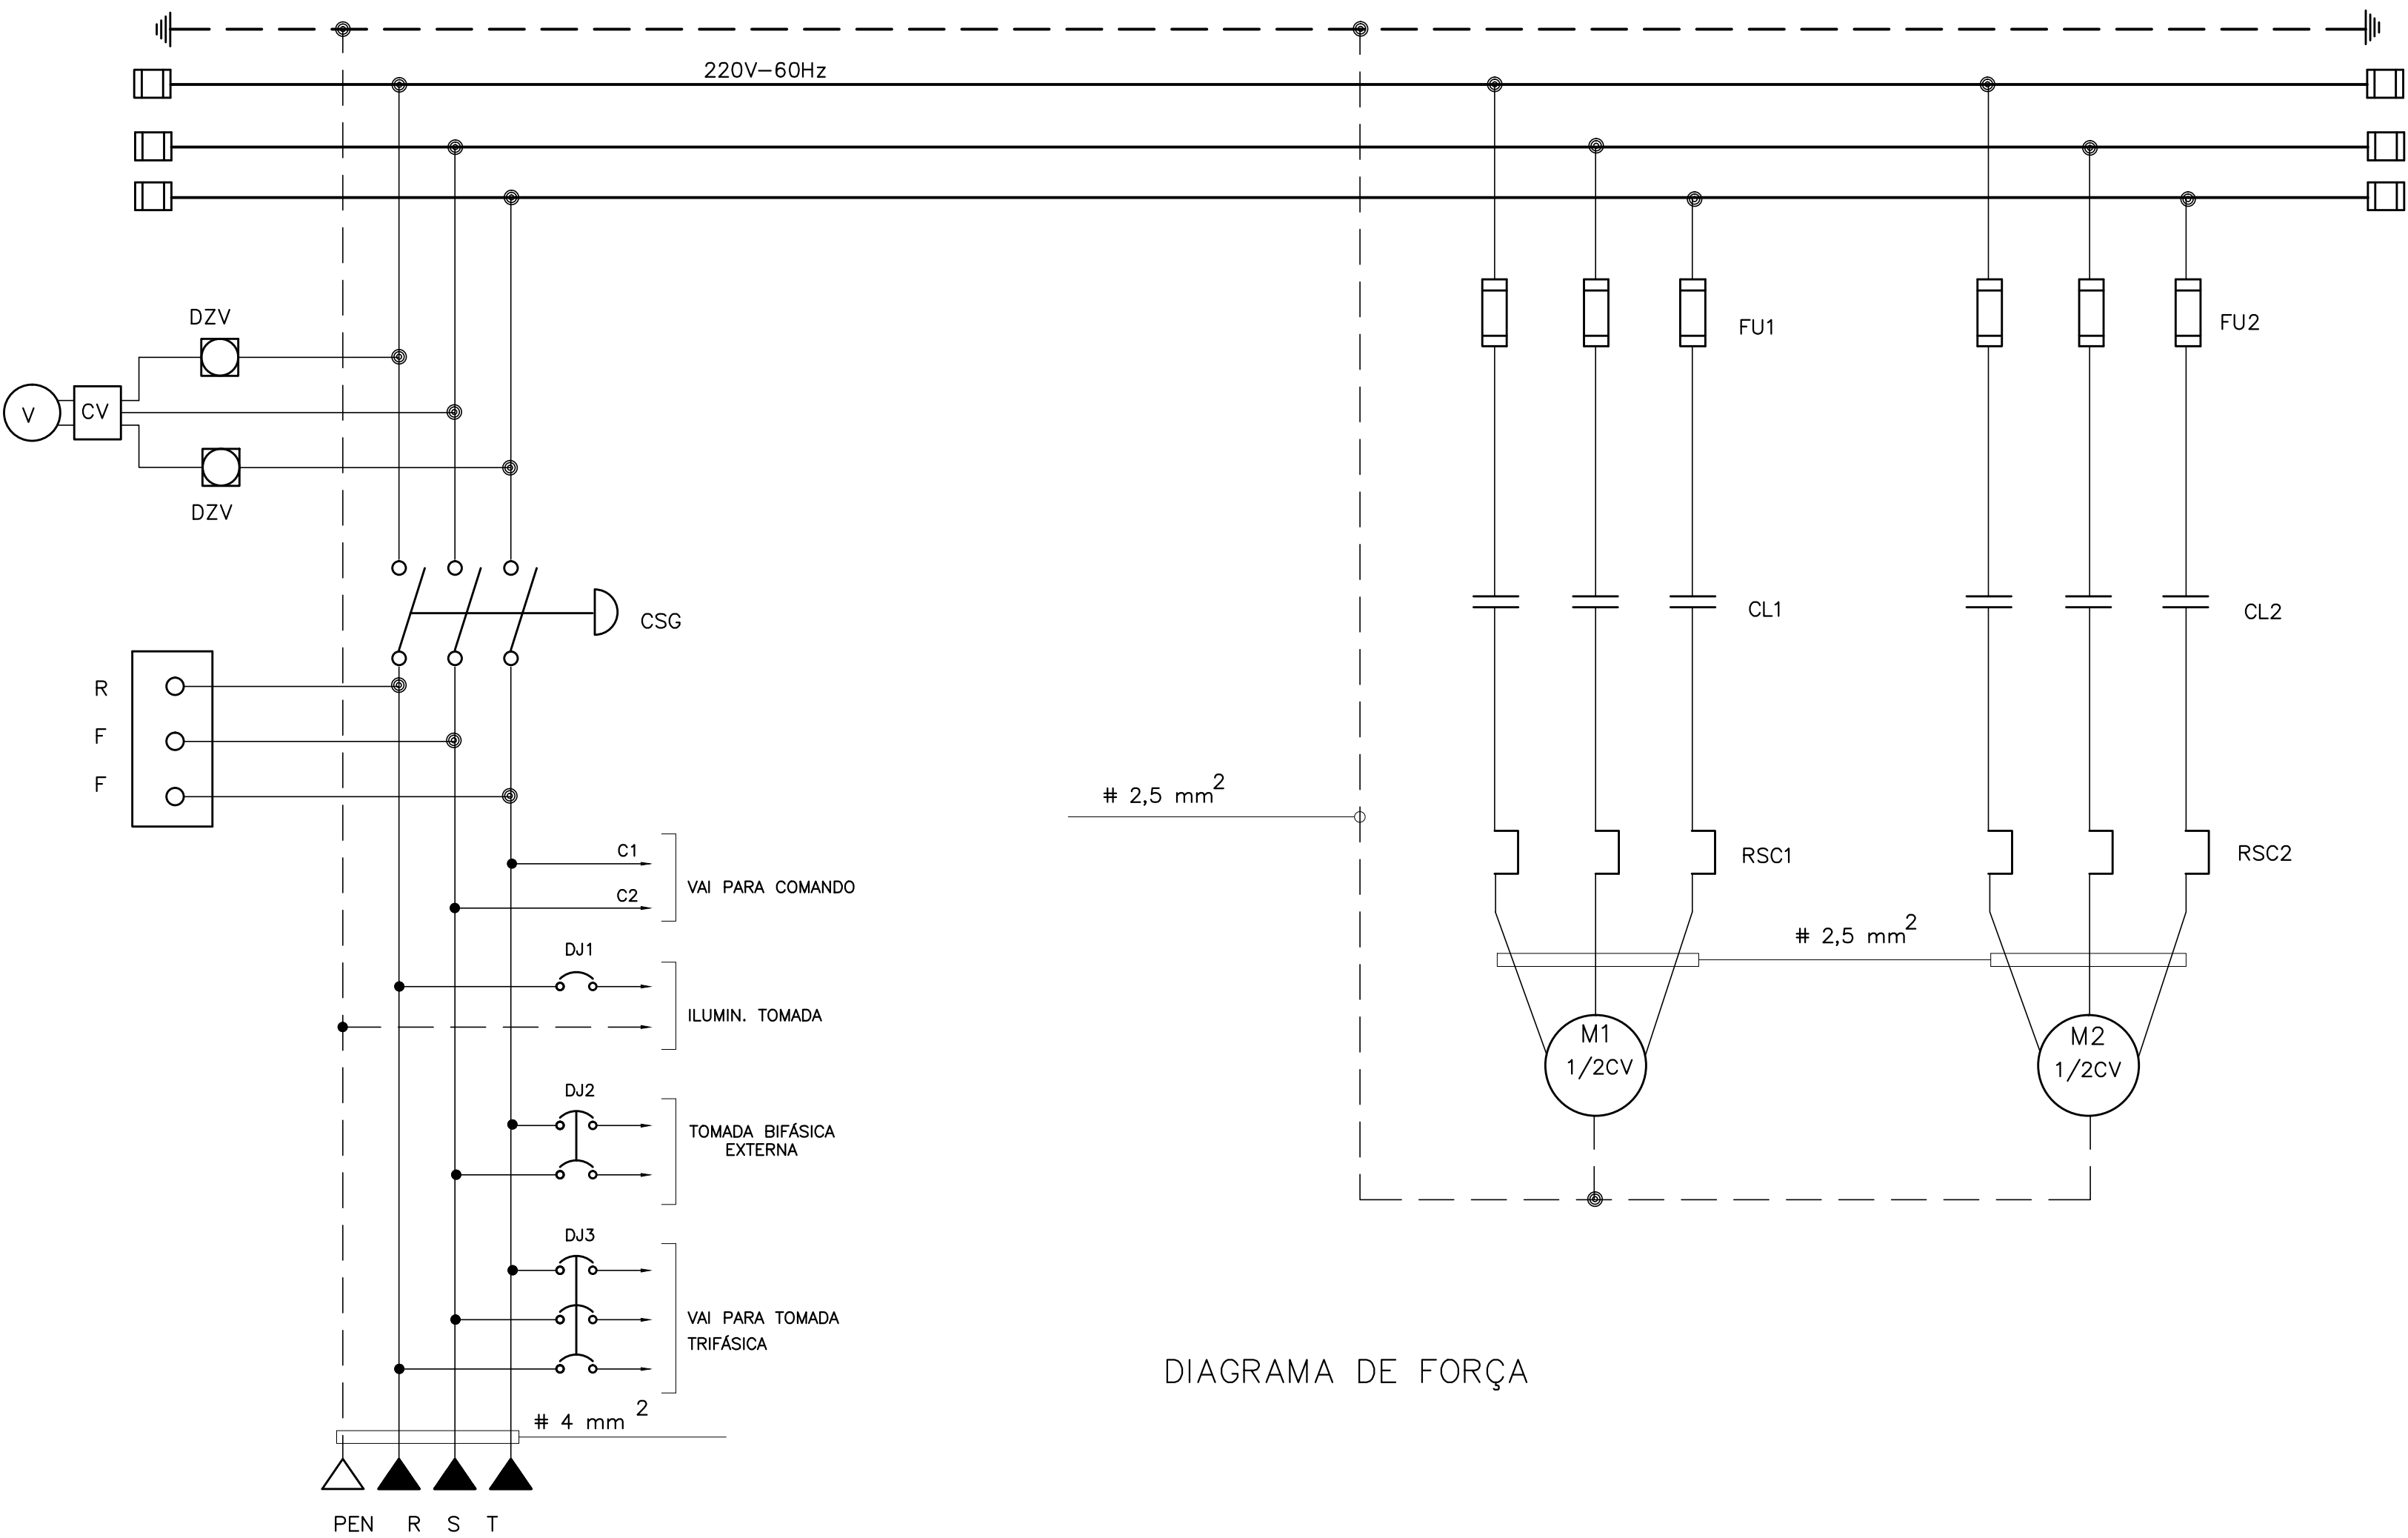 220V-60Hz
DZV
FU1
FU2
V
CV
DZV
CSG
CL1
CL2
R
F
F
# 2,5 mm²
C1
VAI PARA COMANDO
C2
RSC1
RSC2
# 2,5 mm²
DJ1
ILUMIN. TOMADA
M1
1/2CV
M2
1/2CV
DJ2
TOMADA BIFÁSICA
EXTERNA
DJ3
VAI PARA TOMADA
TRIFÁSICA
DIAGRAMA DE FORÇA
# 4 mm²
PEN R S T